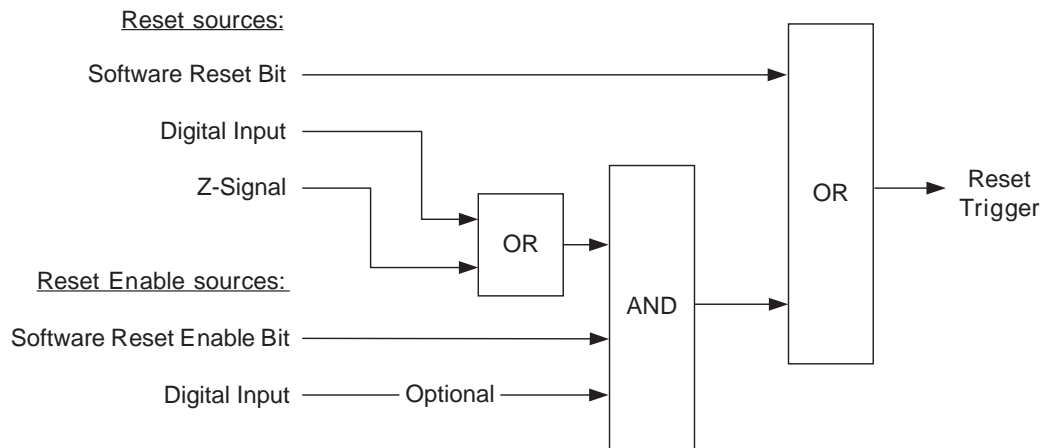 Reset sources:
Software Reset Bit
Digital Input
Z-Signal
OR
Reset Enable sources:
Software Reset Enable Bit
Digital Input
Optional
AND
OR
Reset
Trigger